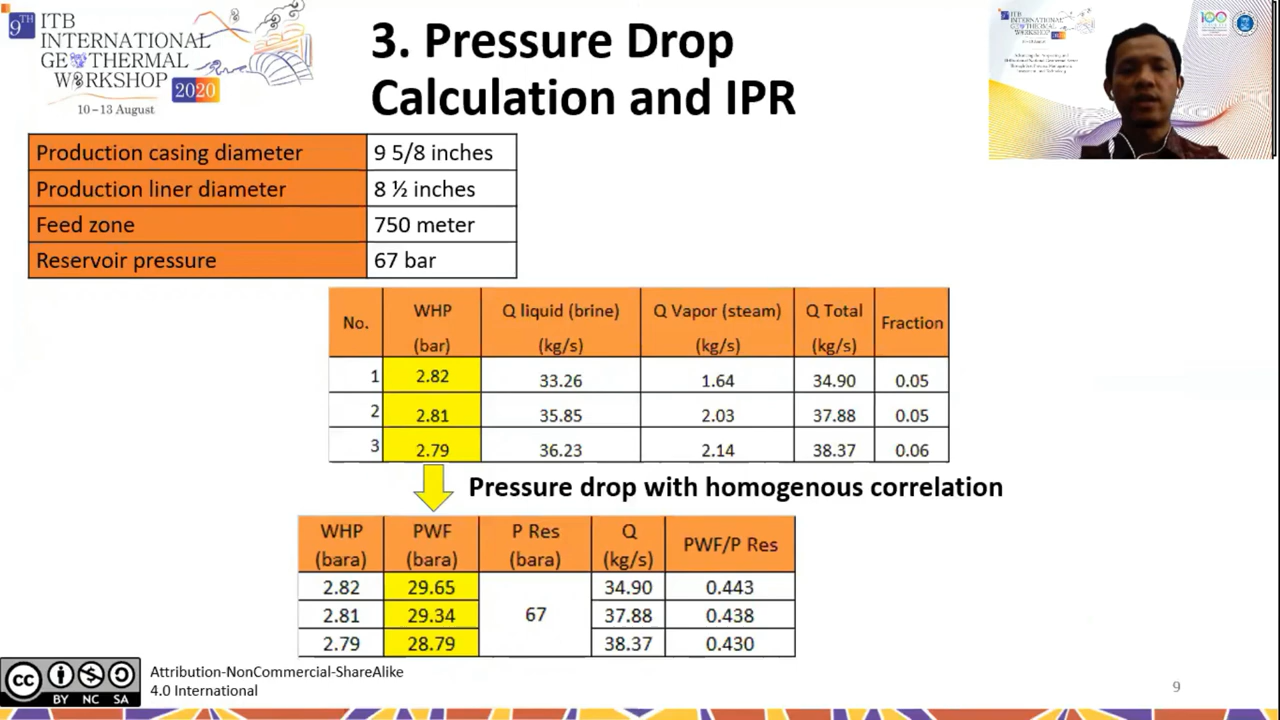 9TH
ITB
INTERNATIONAL
GEOTHERMAL
WORKSHOP 2020
10–13 August
3. Pressure Drop
Calculation and IPR
Production casing diameter 9 5/8 inches
Production liner diameter 8 ½ inches
Feed zone 750 meter
Reservoir pressure 67 bar
No. WHP (bar) Q liquid (brine) (kg/s) Q Vapor (steam) (kg/s) Q Total (kg/s) Fraction
1 2.82 33.26 1.64 34.90 0.05
2 2.81 35.85 2.03 37.88 0.05
3 2.79 36.23 2.14 38.37 0.06
Pressure drop with homogenous correlation
WHP (bara) PWF (bara) P Res (bara) Q (kg/s) PWF/P Res
2.82 29.65 67 34.90 0.443
2.81 29.34 37.88 0.438
2.79 28.79 38.37 0.430
cc BY NC SA
Attribution-NonCommercial-ShareAlike
4.0 International
9